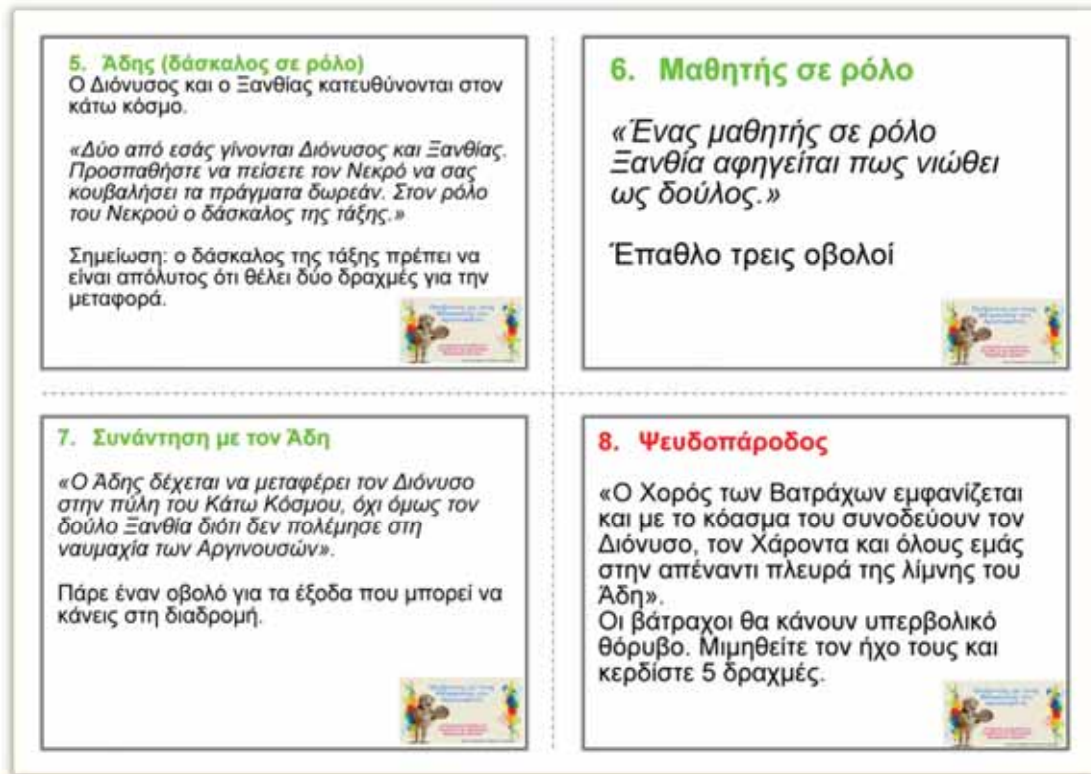 5. Άδης (δάσκαλος σε ρόλο)
Ο Διόνυσος και ο Ξανθίας κατευθύνονται στον
κάτω κόσμο.
«Δύο από εσάς γίνονται Διόνυσος και Ξανθίας.
Προσπαθήστε να πείσετε τον Νεκρό να σας
κουβαλήσει τα πράγματα δωρεάν. Στον ρόλο
του Νεκρού ο δάσκαλος της τάξης.»
Σημείωση: ο δάσκαλος της τάξης πρέπει να
είναι απόλυτος ότι θέλει δύο δραχμές για την
μεταφορά.
6. Μαθητής σε ρόλο
«Ένας μαθητής σε ρόλο
Ξανθία αφηγείται πως νιώθει
ως δούλος.»
Έπαθλο τρεις οβολοί
7. Συνάντηση με τον Άδη
«Ο Άδης δέχεται να μεταφέρει τον Διόνυσο
στην πύλη του Κάτω Κόσμου, όχι όμως τον
δούλο Ξανθία διότι δεν πολέμησε στη
ναυμαχία των Αργινουσών».
Πάρε έναν οβολό για τα έξοδα που μπορεί να
κάνεις στη διαδρομή.
8. Ψευδοπάροδος
«Ο Χορός των Βατράχων εμφανίζεται
και με το κόασμα του συνοδεύουν τον
Διόνυσο, τον Χάροντα και όλους εμάς
στην απέναντι πλευρά της λίμνης του
Άδη».
Οι βάτραχοι θα κάνουν υπερβολικό
θόρυβο. Μιμηθείτε τον ήχο τους και
κερδίστε 5 δραχμές.